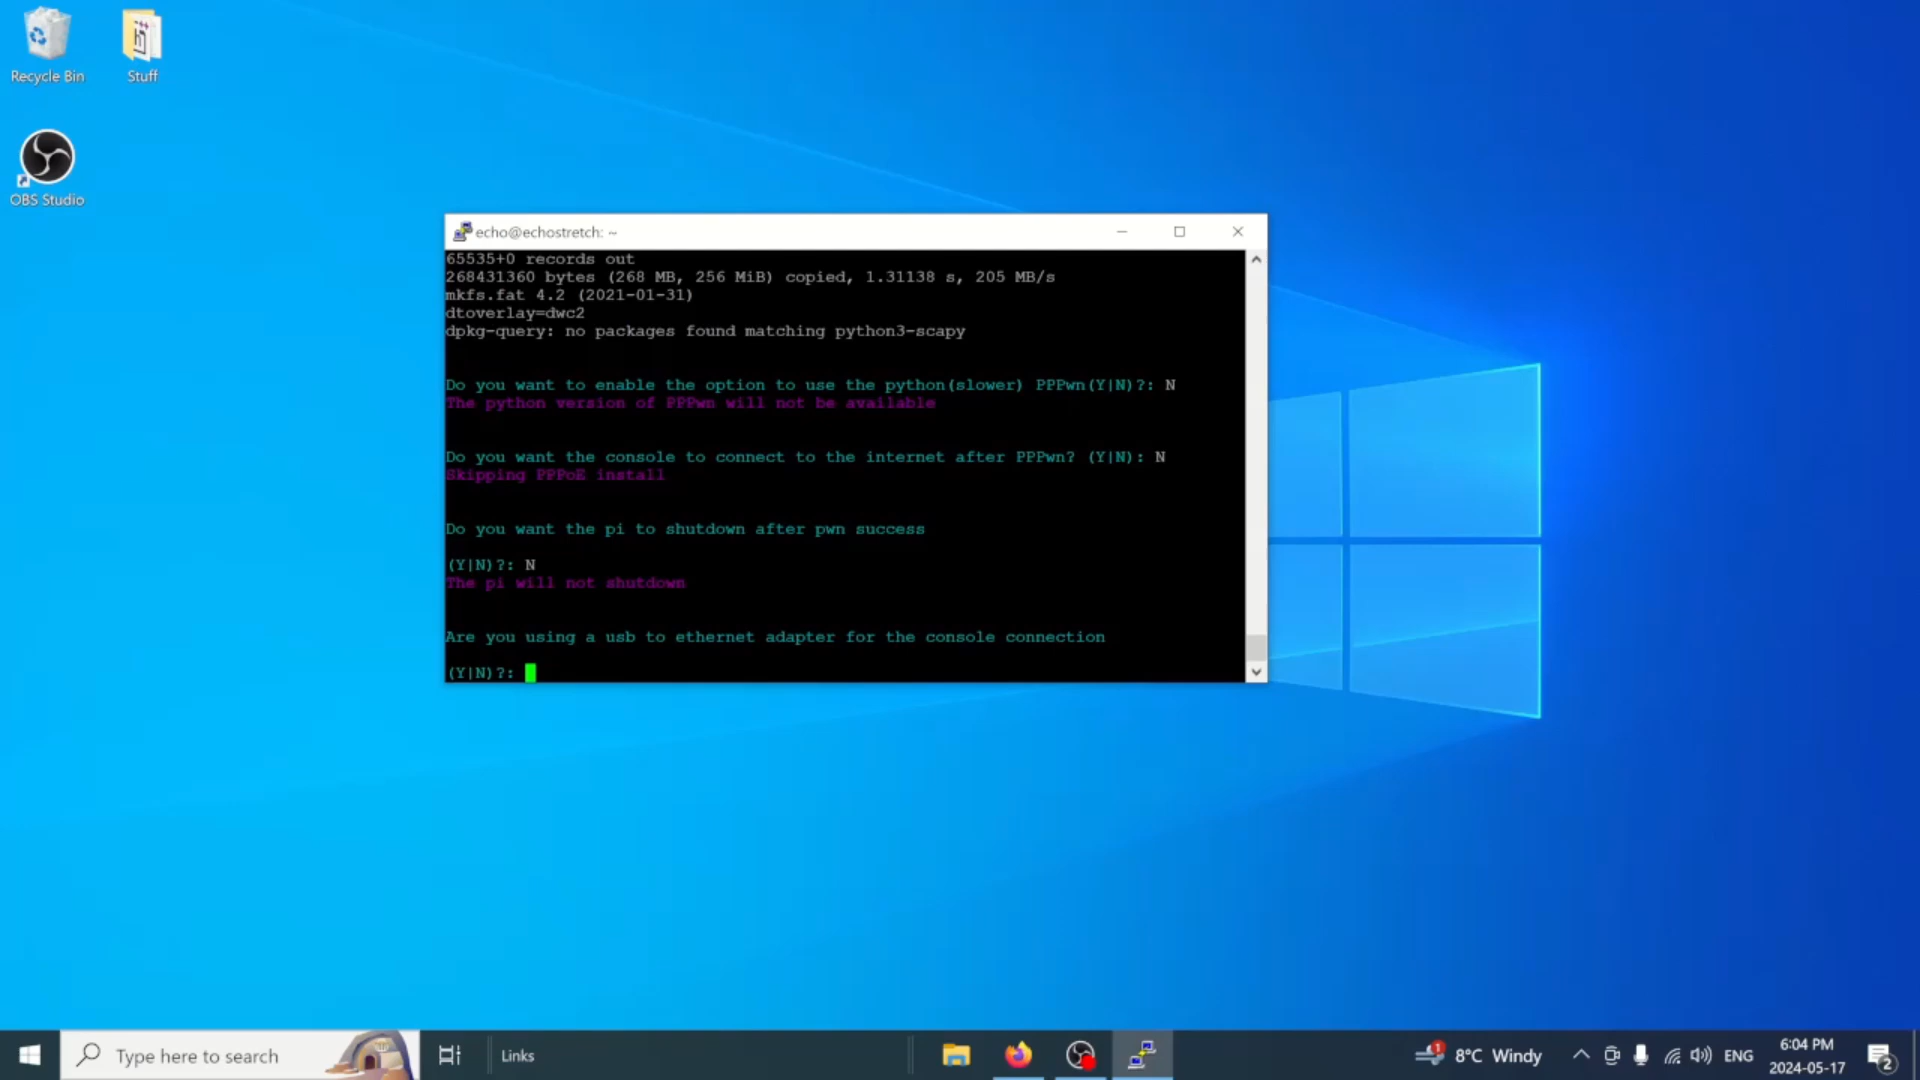 Recycle Bin
Stuff
OBS Studio
echo@echostretch: ~
65535+0 records out
268431360 bytes (268 MB, 256 MiB) copied, 1.31138 s, 205 MB/s
mkfs.fat 4.2 (2021-01-31)
dtoverlay=dwc2
dpkg-query: no packages found matching python3-scapy
Do you want to enable the option to use the python(slower) PPPwn(Y|N)?: N
The python version of PPPwn will not be available
Do you want the console to connect to the internet after PPPwn? (Y|N): N
Skipping PPPoE install
Do you want the pi to shutdown after pwn success
(Y|N)?: N
The pi will not shutdown
Are you using a usb to ethernet adapter for the console connection
(Y|N)?:
Type here to search
Links
1
8°C Windy
ENG
6:04 PM
2024-05-17
2